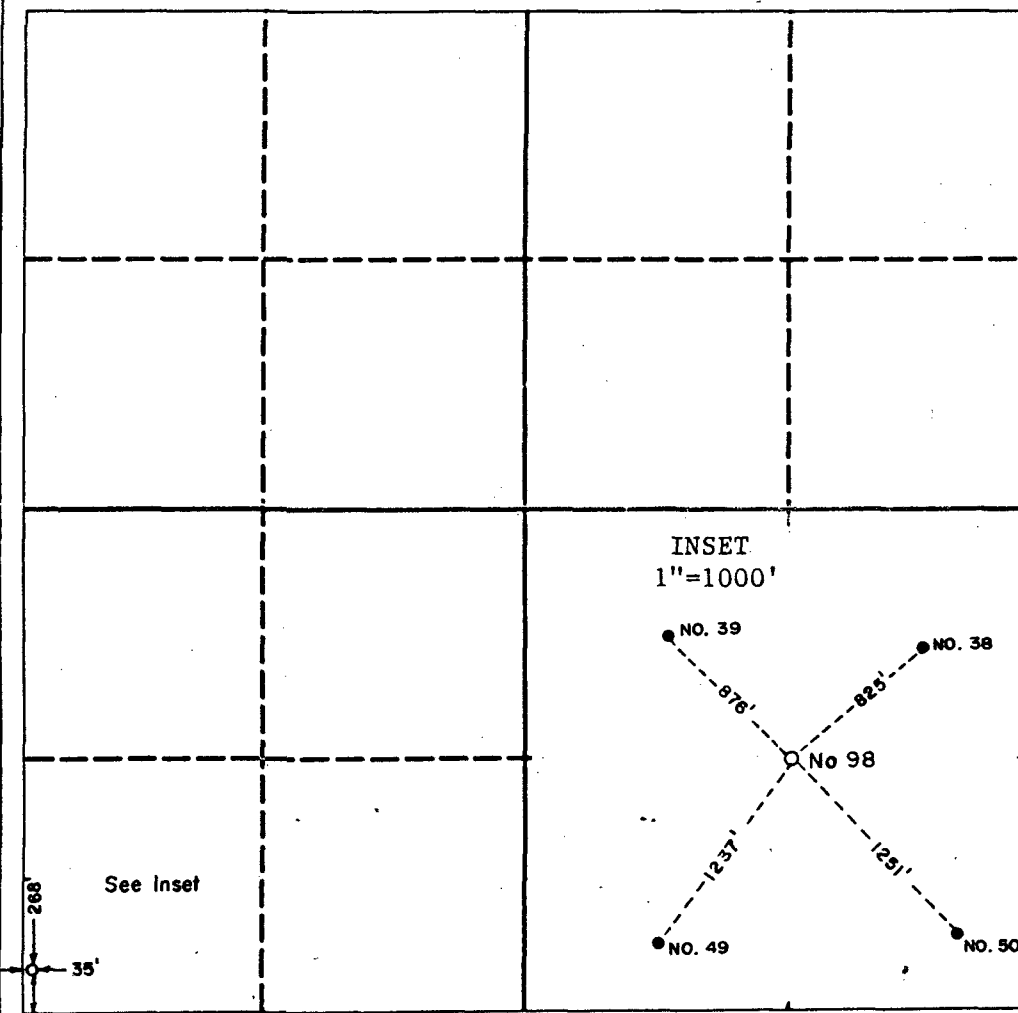 INSET
1"=1000'
NO. 39
NO. 38
876'
825'
No 98
1237'
1251'
NO. 49
NO. 50
See Inset
268'
35'